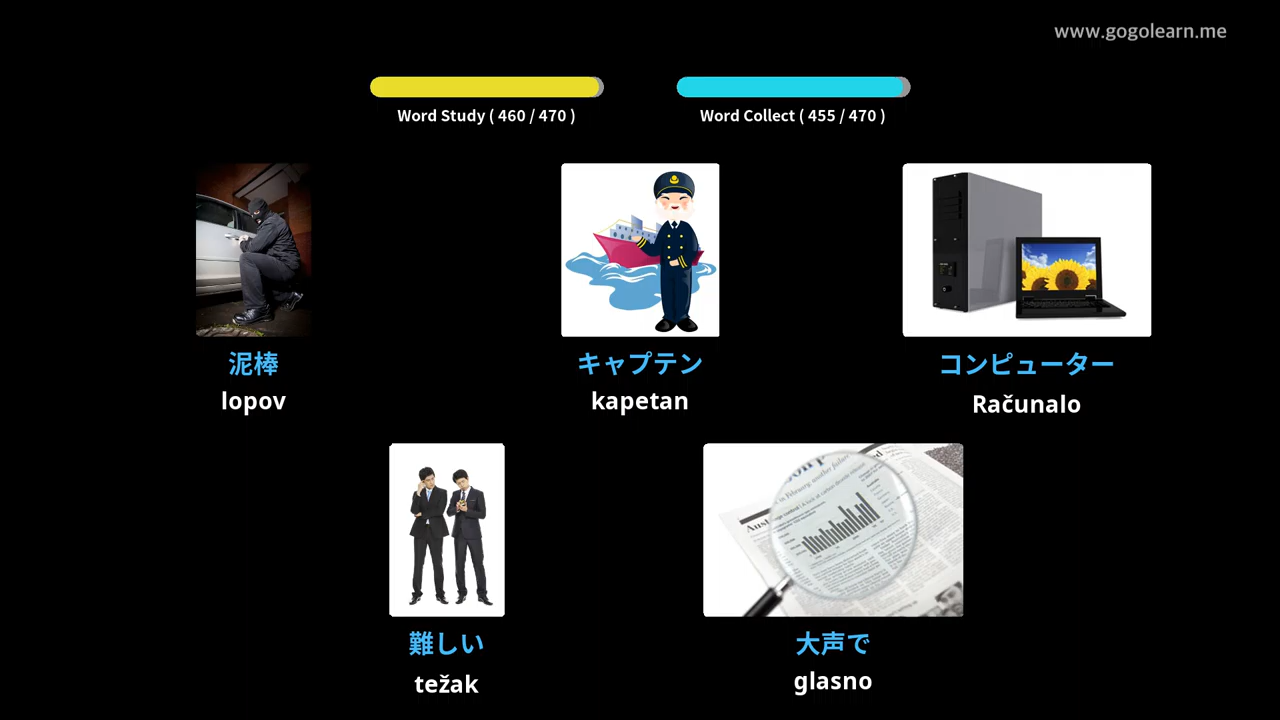 www.gogolearn.me
Word Study ( 460 / 470 )
Word Collect ( 455 / 470 )
泥棒
lopov
キャプテン
kapetan
コンピューター
Računalo
難しい
težak
大声で
glasno